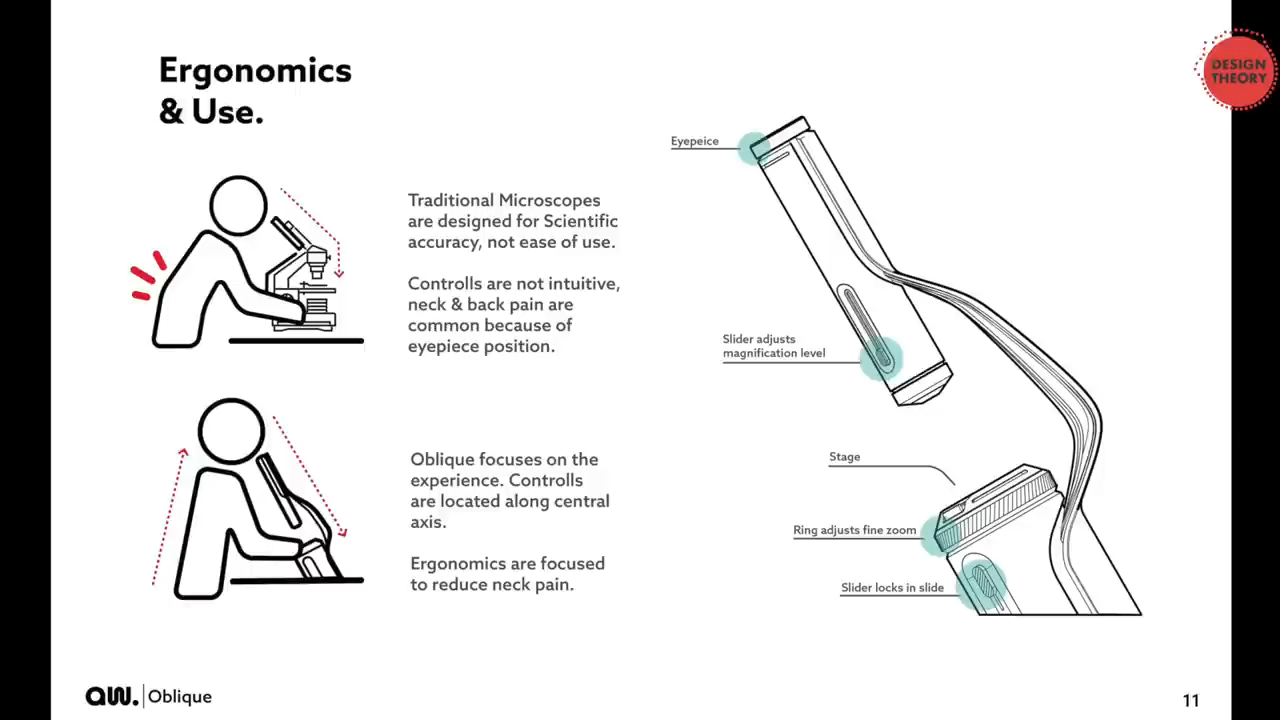 Ergonomics
& Use.
DESIGN
THEORY
Traditional Microscopes
are designed for Scientific
accuracy, not ease of use.
Controlls are not intuitive,
neck & back pain are
common because of
eyepiece position.
Oblique focuses on the
experience. Controlls
are located along central
axis.
Ergonomics are focused
to reduce neck pain.
Eyepeice
Slider adjusts
magnification level
Stage
Ring adjusts fine zoom
Slider locks in slide
aw. Oblique
11